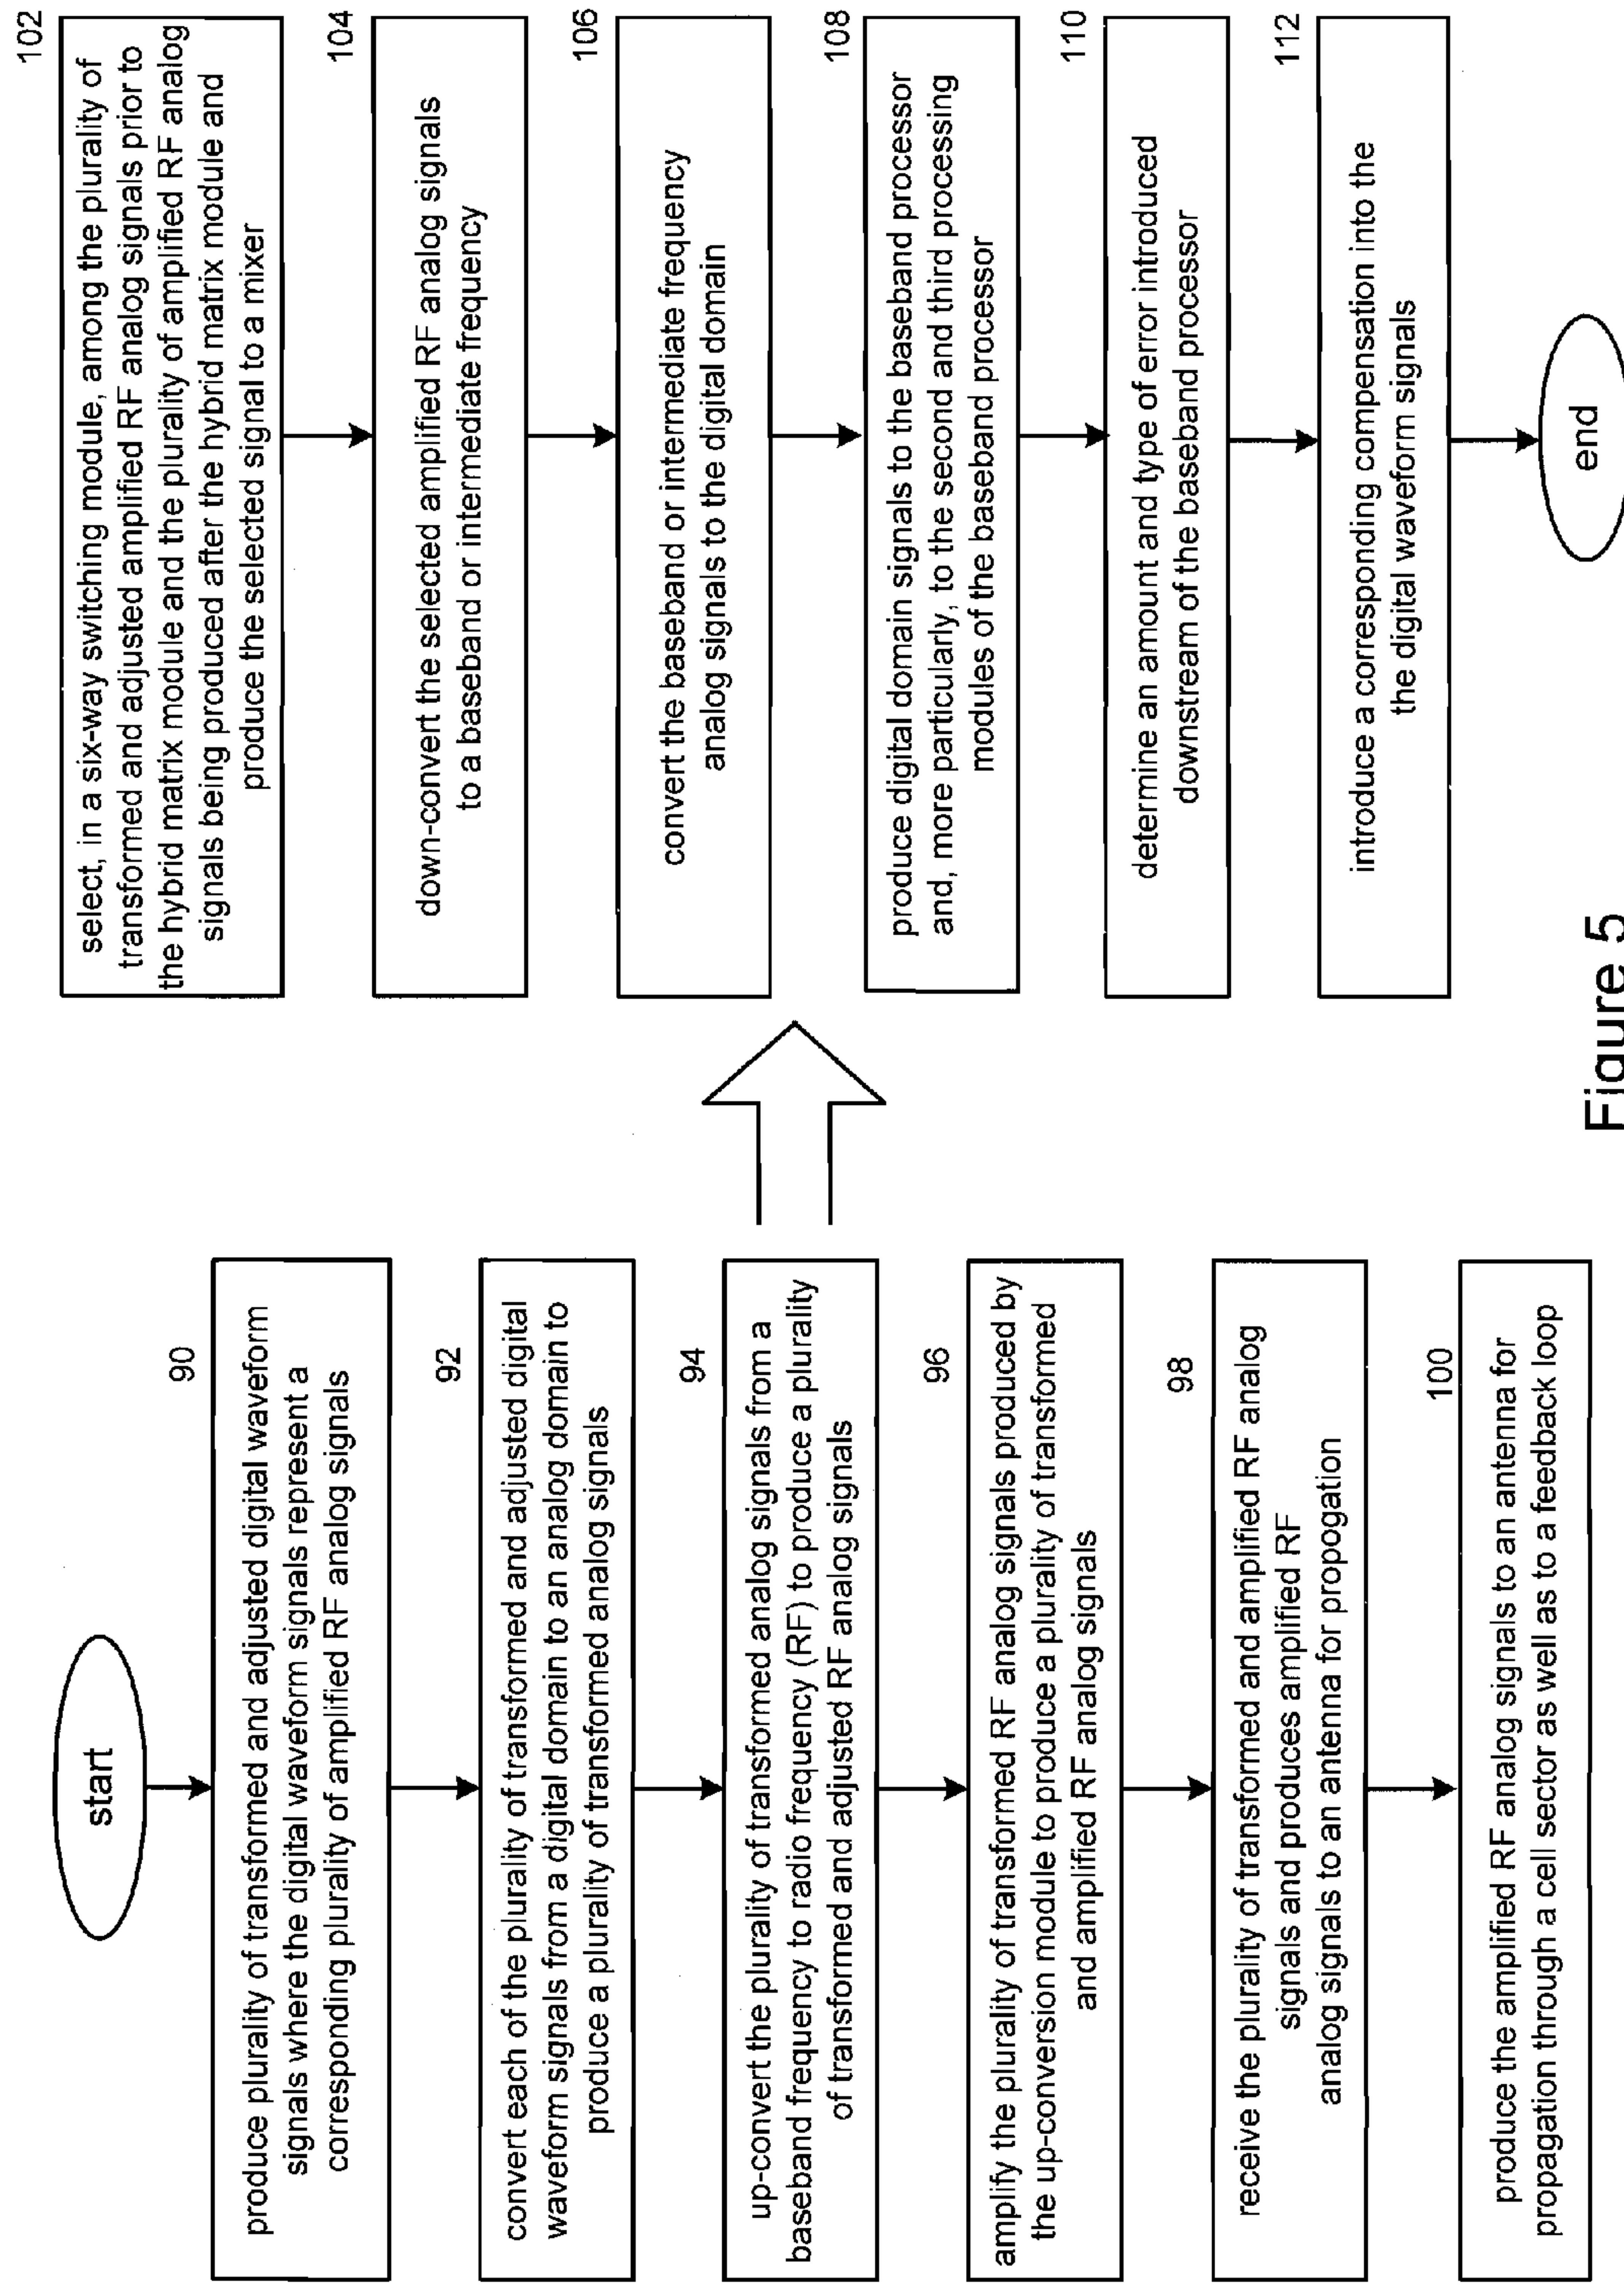 start
90
produce plurality of transformed and adjusted digital waveform
signals where the digital waveform signals represent a
corresponding plurality of amplified RF analog signals
92
convert each of the plurality of transformed and adjusted digital
waveform signals from a digital domain to an analog domain to
produce a plurality of transformed analog signals
94
up-convert the plurality of transformed analog signals from a
baseband frequency to radio frequency (RF) to produce a plurality
of transformed and adjusted RF analog signals
96
amplify the plurality of transformed RF analog signals produced by
the up-conversion module to produce a plurality of transformed
and amplified RF analog signals
98
receive the plurality of transformed and amplified RF analog
signals and produces amplified RF
analog signals to an antenna for propogation
100
produce the amplified RF analog signals to an antenna for
propagation through a cell sector as well as to a feedback loop
102
select, in a six-way switching module, among the plurality of
transformed and adjusted amplified RF analog signals prior to
the hybrid matrix module and the plurality of amplified RF analog
signals being produced after the hybrid matrix module and
produce the selected signal to a mixer
104
down-convert the selected amplified RF analog signals
to a baseband or intermediate frequency
106
convert the baseband or intermediate frequency
analog signals to the digital domain
108
produce digital domain signals to the baseband processor
and, more particularly, to the second and third processing
modules of the baseband processor
110
determine an amount and type of error introduced
downstream of the baseband processor
112
introduce a corresponding compensation into the
the digital waveform signals
end
Figure 5